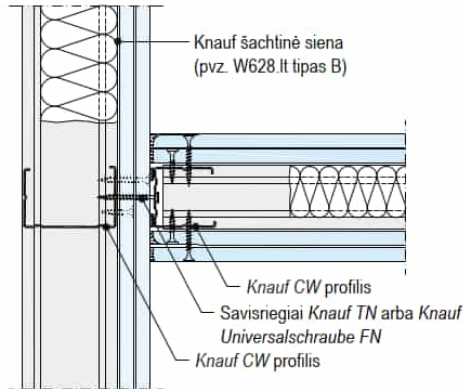 Knauf šachtinė siena
(pvz. W628.lt tipas B)
Knauf CW profilis
Savisriegiai Knauf TN arba Knauf
Universalschraube FN
Knauf CW profilis